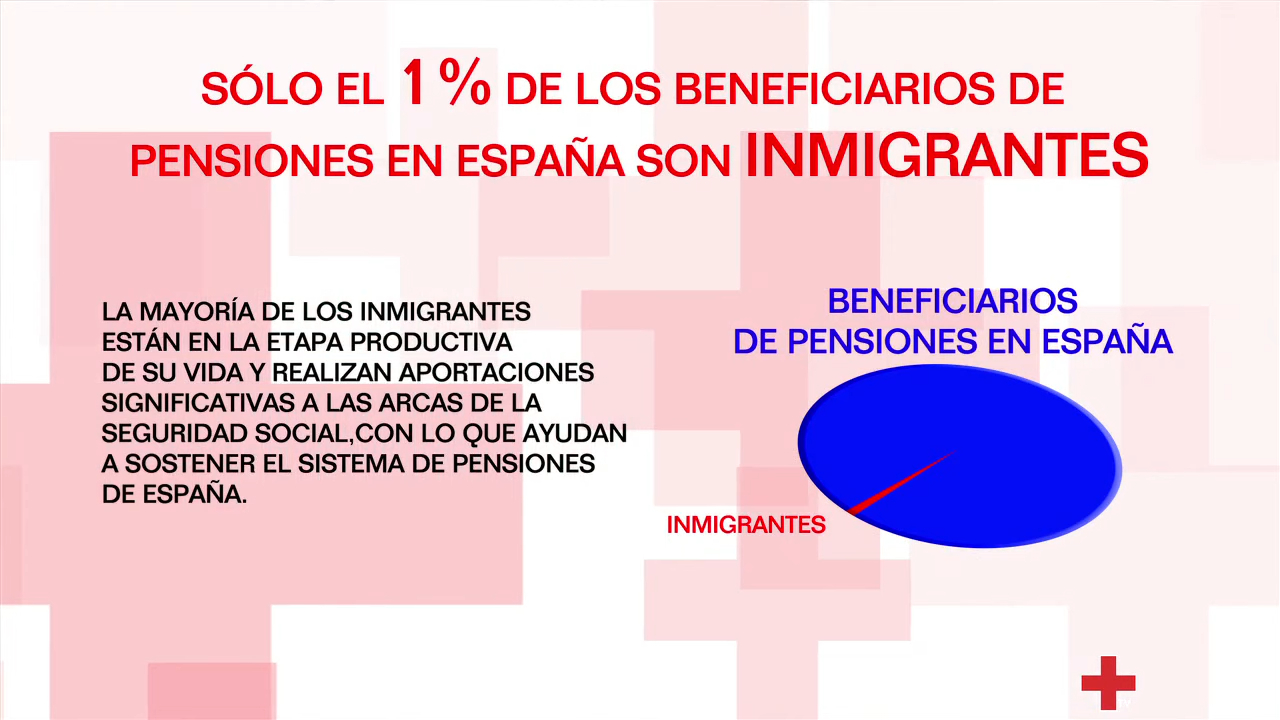 SÓLO EL 1% DE LOS BENEFICIARIOS DE
PENSIONES EN ESPAÑA SON INMIGRANTES
LA MAYORÍA DE LOS INMIGRANTES
ESTÁN EN LA ETAPA PRODUCTIVA
DE SU VIDA Y REALIZAN APORTACIONES
SIGNIFICATIVAS A LAS ARCAS DE LA
SEGURIDAD SOCIAL,CON LO QUE AYUDAN
A SOSTENER EL SISTEMA DE PENSIONES
DE ESPAÑA.
BENEFICIARIOS
DE PENSIONES EN ESPAÑA
INMIGRANTES